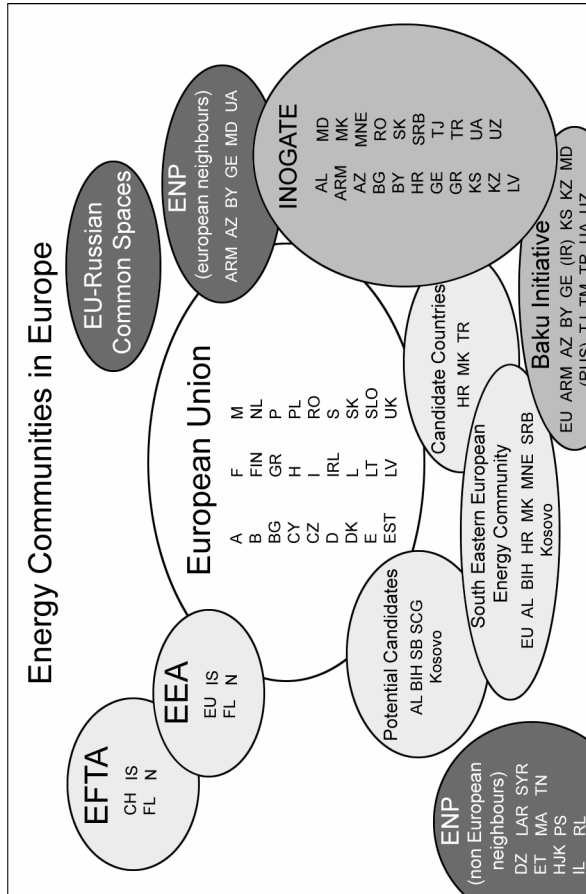 Energy Communities in Europe
EFTA
CH IS
FL N
EEA
EU IS
FL N
European Union
A F M
B FIN NL
BG GR P
CY H PL
CZ I RO
D IRL S
DK L SK
E LT SLO
EST LV UK
EU-Russian
Common Spaces
ENP
(european neighbours)
ARM AZ BY GE MD UA
INOGATE
AL MD
ARM MK
AZ MNE
BG RO
BY SK
HR SRB
GE TJ
GR TR
KS UA
KZ UZ
LV
Potential Candidates
AL BIH SB SCG
Kosovo
Candidate Countries
HR MK TR
South Eastern European
Energy Community
EU AL BIH HR MK MNE SRB
Kosovo
Baku Initiative
EU ARM AZ BY GE (IR) KS KZ MD
(RUS) TJ TM TR UA UZ
ENP
(non European
neighbours)
DZ LAR SYR
ET MA TN
HJK PS
IL RL